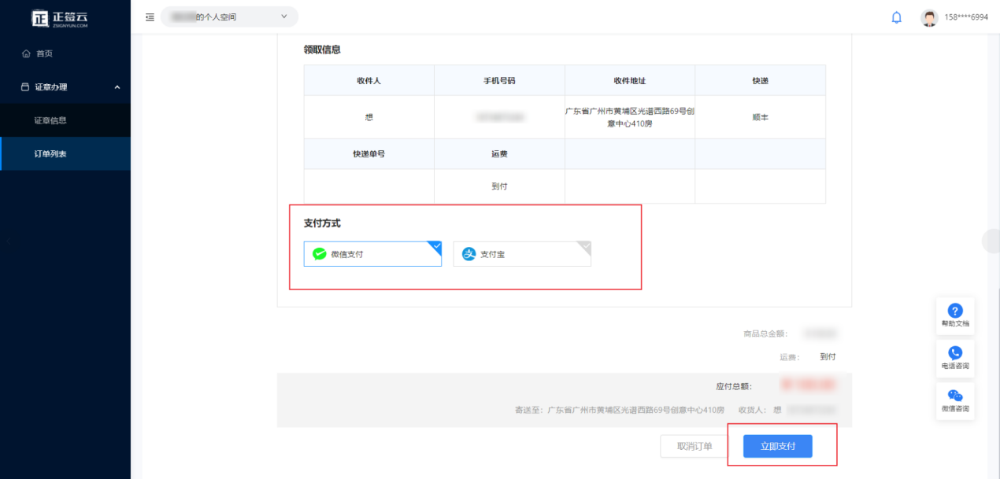 正签云
ZSIGNYUN.COM
的个人空间
158****6994
首页
证章办理
证章信息
订单列表
领取信息
收件人 手机号码 收件地址 快递
想 广东省广州市黄埔区光谱西路69号创意中心410房 顺丰
快递单号 运费
到付
支付方式
微信支付 支付宝
帮助文档
电话咨询
微信咨询
商品总金额：
运费： 到付
应付总额：
寄送至：广东省广州市黄埔区光谱西路69号创意中心410房 收货人：想
取消订单 立即支付